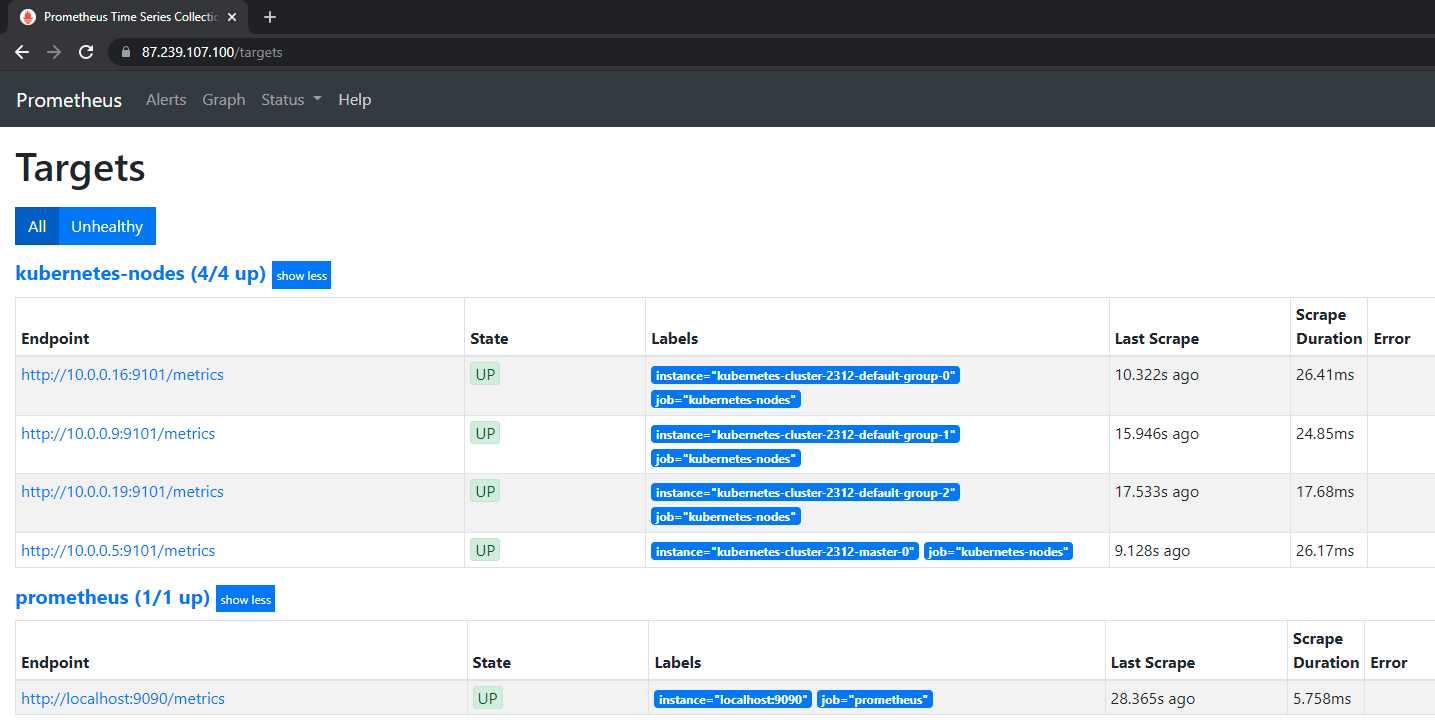 Prometheus Time Series Collectio
87.239.107.100/targets
Prometheus Alerts Graph Status Help
Targets
All Unhealthy
kubernetes-nodes (4/4 up) show less
Endpoint State Labels Last Scrape Scrape Duration Error
http://10.0.0.16:9101/metrics UP instance="kubernetes-cluster-2312-default-group-0" 10.322s ago 26.41ms
job="kubernetes-nodes"
http://10.0.0.9:9101/metrics UP instance="kubernetes-cluster-2312-default-group-1" 15.946s ago 24.85ms
job="kubernetes-nodes"
http://10.0.0.19:9101/metrics UP instance="kubernetes-cluster-2312-default-group-2" 17.533s ago 17.68ms
job="kubernetes-nodes"
http://10.0.0.5:9101/metrics UP instance="kubernetes-cluster-2312-master-0" job="kubernetes-nodes" 9.128s ago 26.17ms
prometheus (1/1 up) show less
Endpoint State Labels Last Scrape Scrape Duration Error
http://localhost:9090/metrics UP instance="localhost:9090" job="prometheus" 28.365s ago 5.758ms